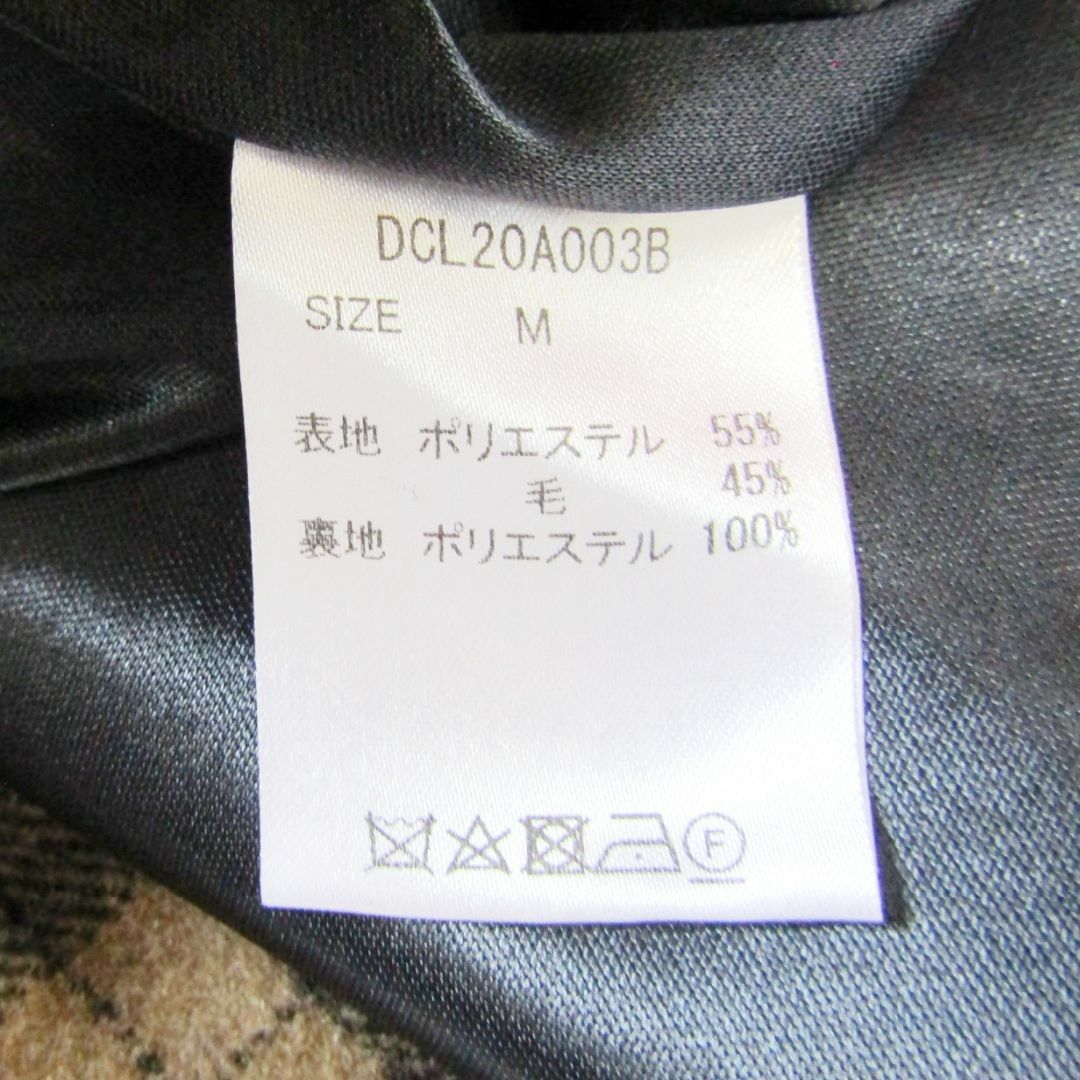 DCL20A003B
SIZE M
表地 ポリエステル 55%
毛 45%
裏地 ポリエステル 100%
F